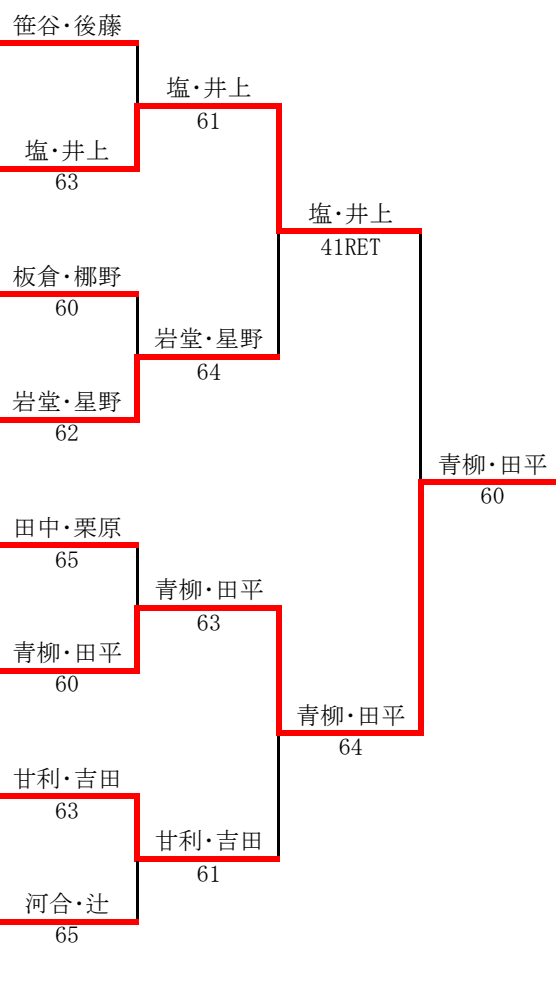 笹谷・後藤
塩・井上
61
塩・井上
63
塩・井上
41RET
板倉・梛野
60
岩堂・星野
64
岩堂・星野
62
青柳・田平
60
田中・栗原
65
青柳・田平
63
青柳・田平
60
青柳・田平
64
甘利・吉田
63
甘利・吉田
61
河合・辻
65